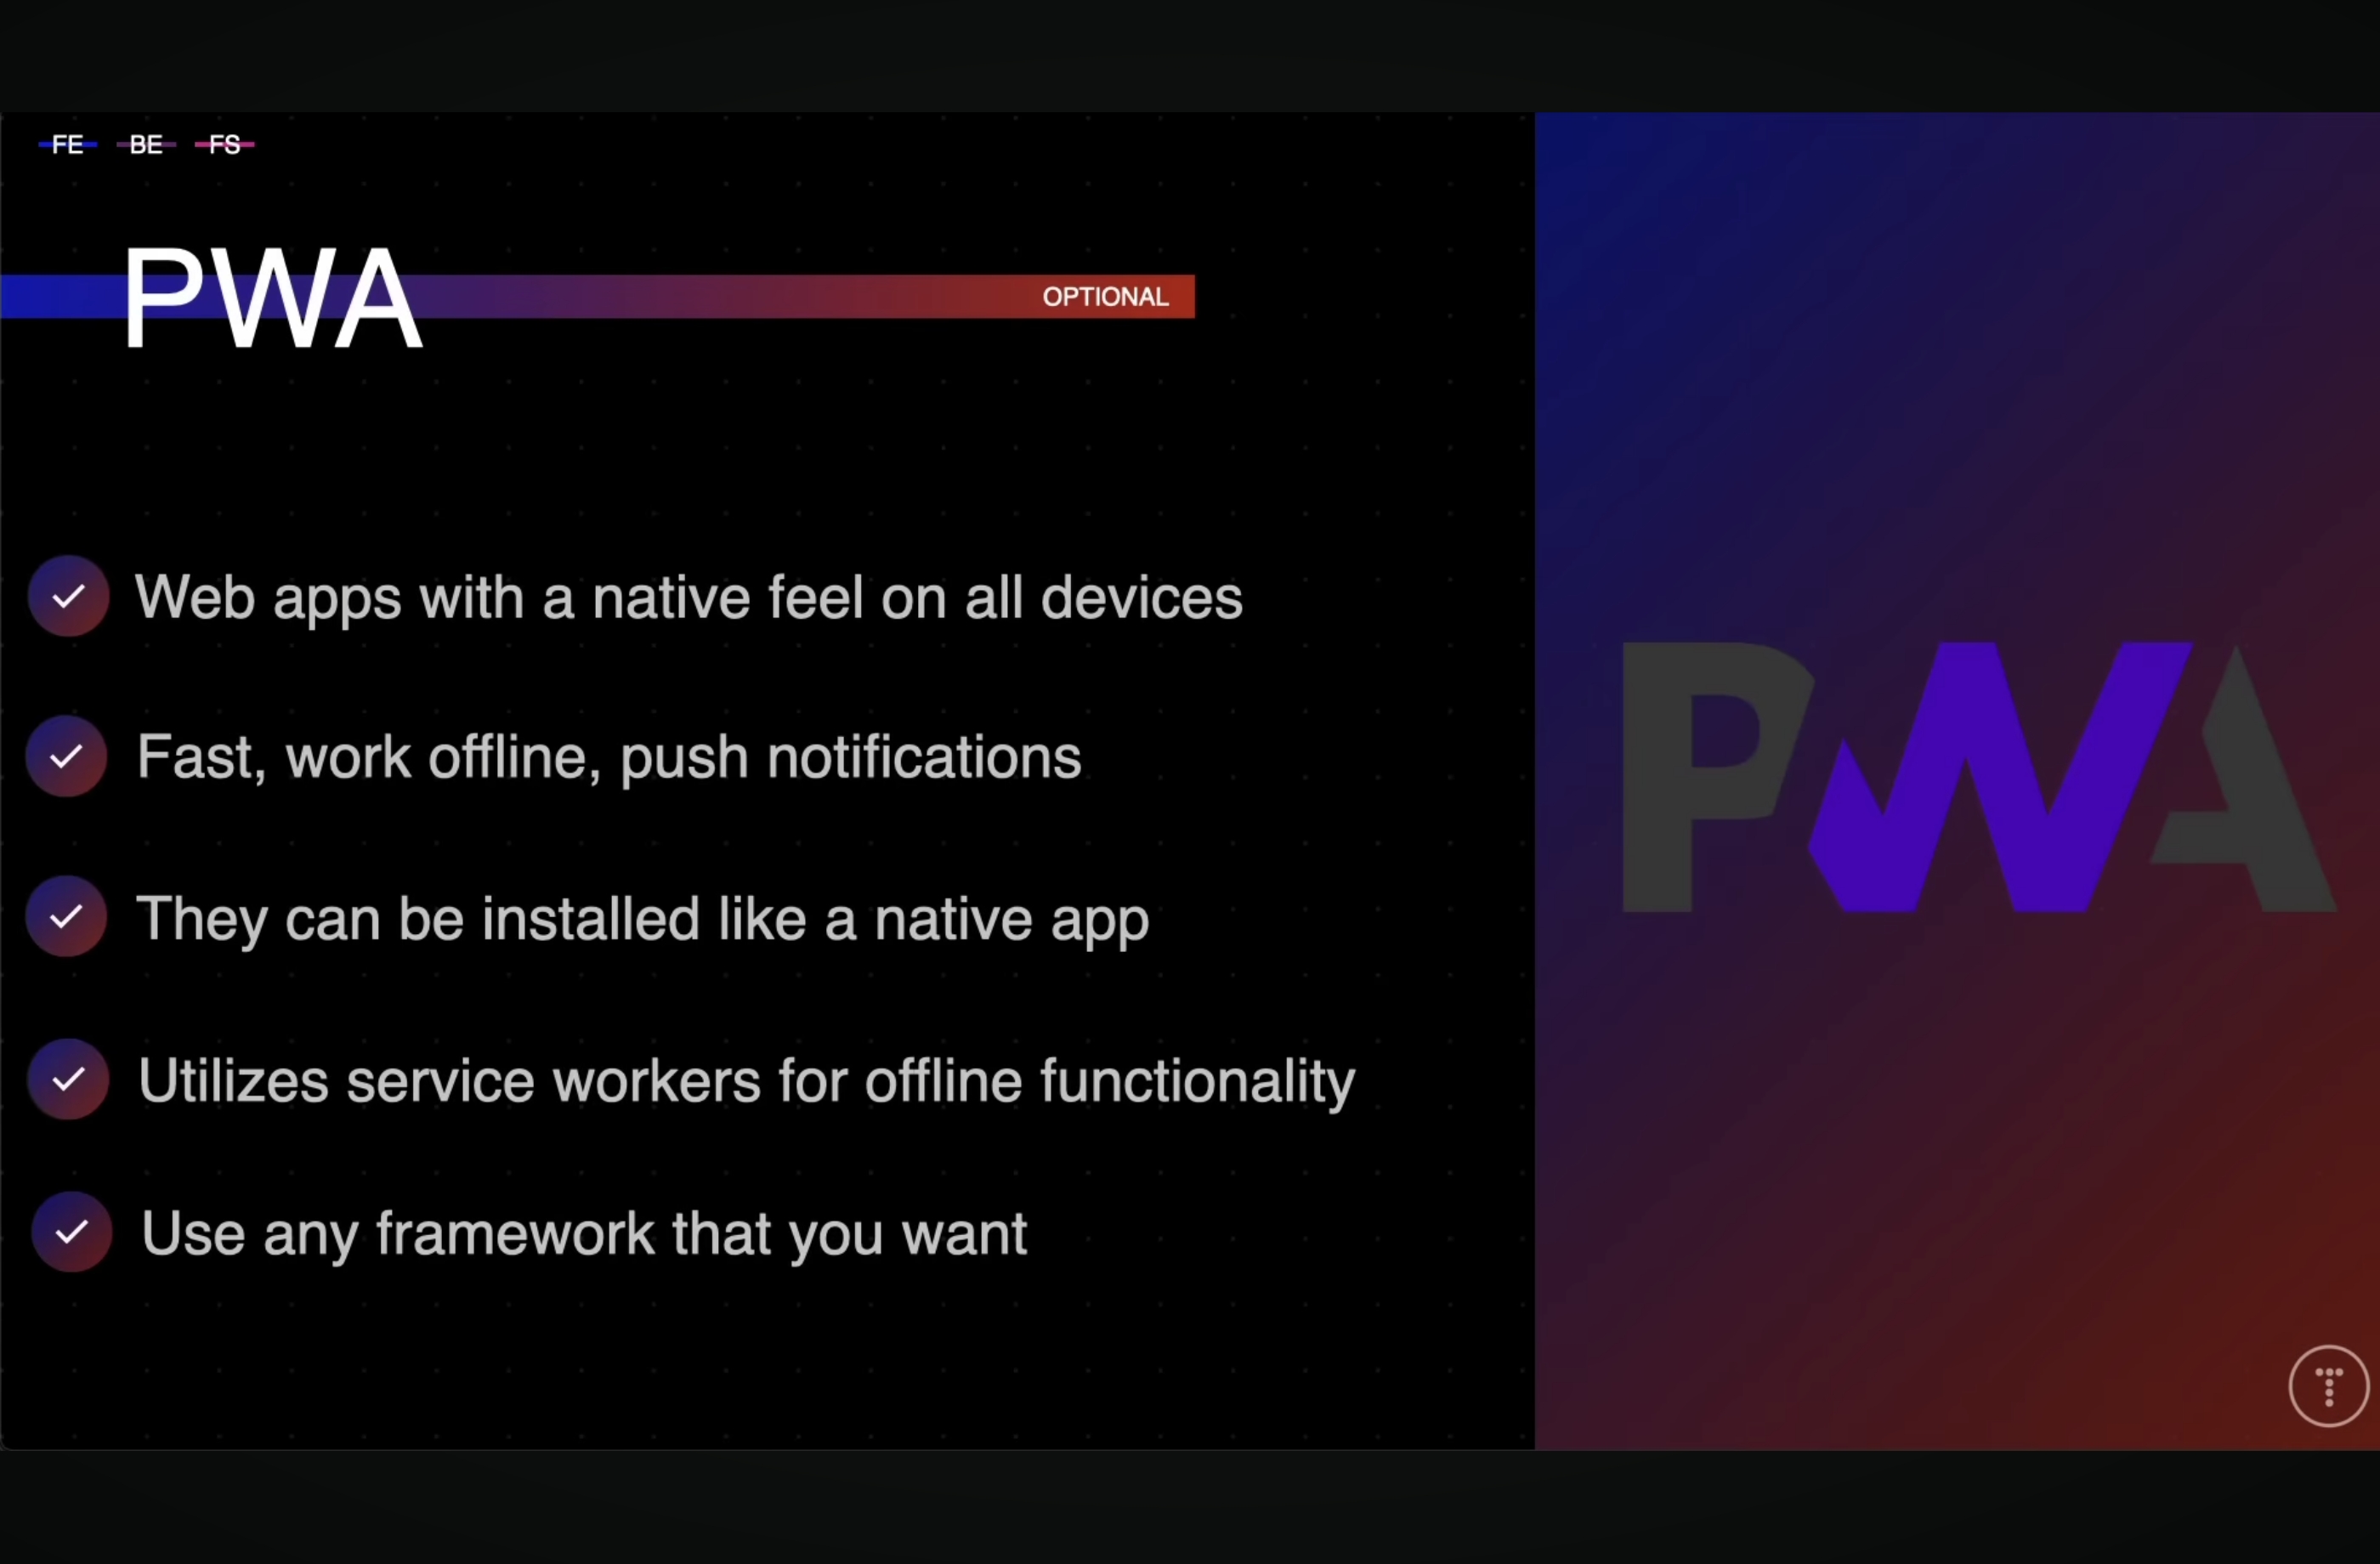 FE BE FS
PWA
OPTIONAL
Web apps with a native feel on all devices
Fast, work offline, push notifications
They can be installed like a native app
Utilizes service workers for offline functionality
Use any framework that you want
PWA
T